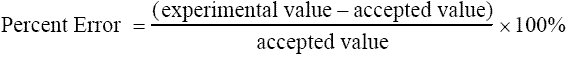 Percent Error = (experimental value – accepted value) / accepted value × 100%